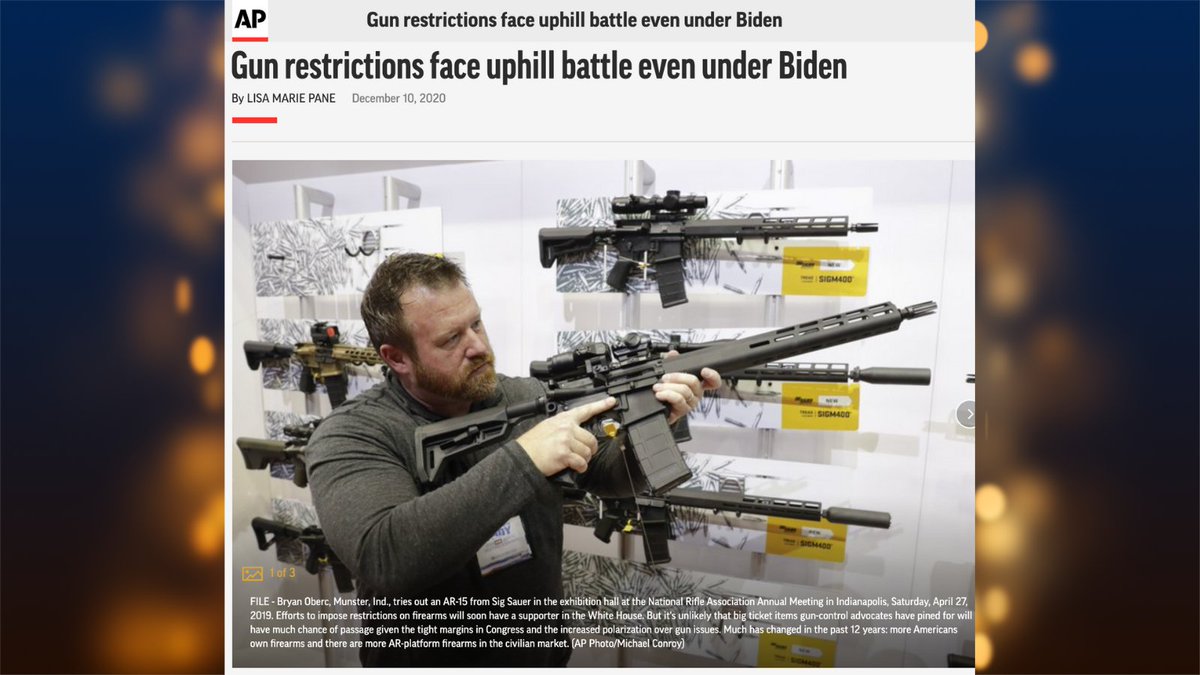 AP
Gun restrictions face uphill battle even under Biden
Gun restrictions face uphill battle even under Biden
By LISA MARIE PANE December 10, 2020
NEW
SIGM400
NEW
SIGM400
NEW
SIGM400
1 of 3
FILE - Bryan Oberc, Munster, Ind., tries out an AR-15 from Sig Sauer in the exhibition hall at the National Rifle Association Annual Meeting in Indianapolis, Saturday, April 27,
2019. Efforts to impose restrictions on firearms will soon have a supporter in the White House. But it's unlikely that big ticket items gun-control advocates have pined for will
have much chance of passage given the tight margins in Congress and the increased polarization over gun issues. Much has changed in the past 12 years: more Americans
own firearms and there are more AR-platform firearms in the civilian market. (AP Photo/Michael Conroy)